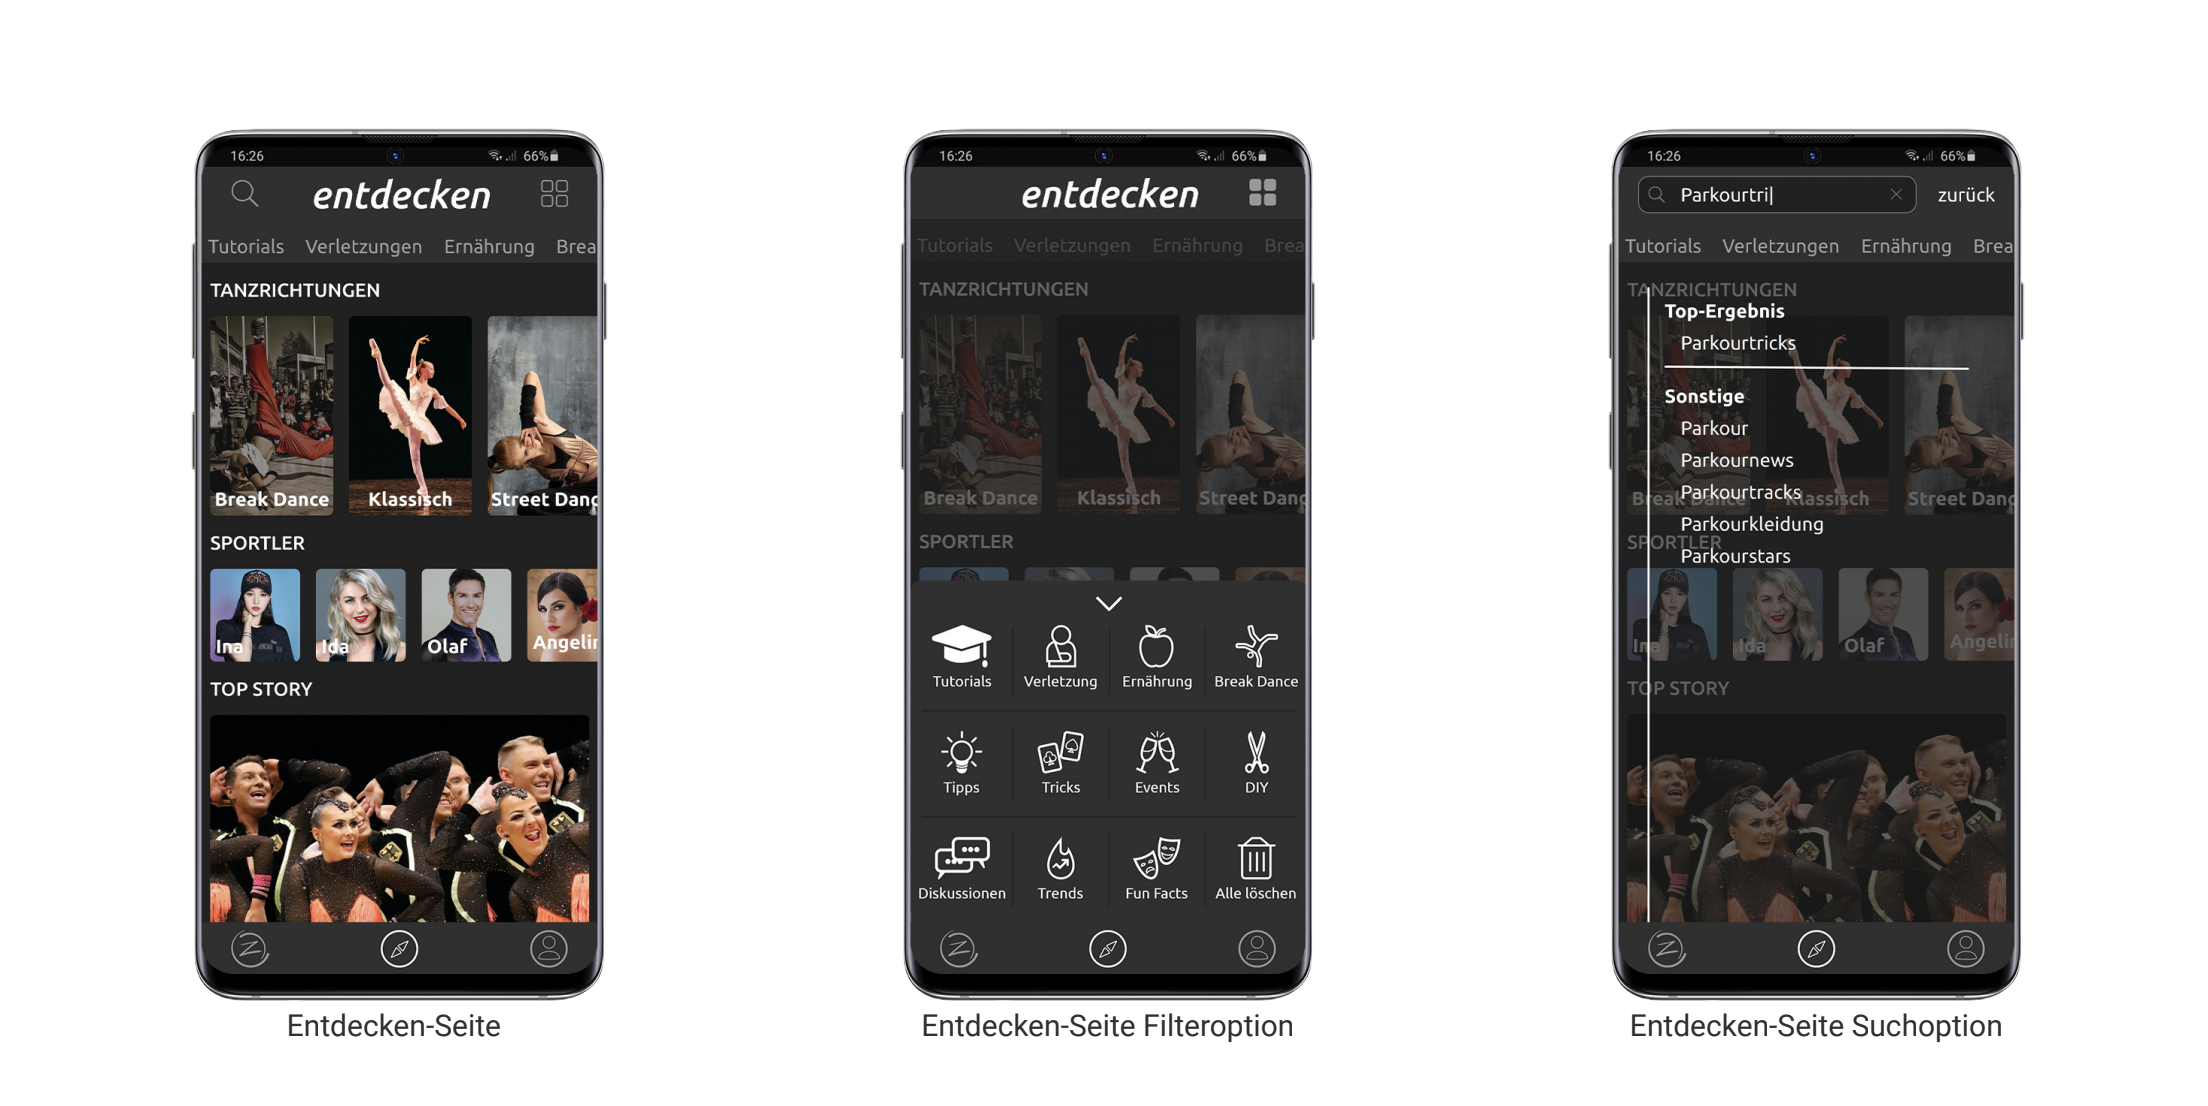 16:26
66%
entdecken
Tutorials Verletzungen Ernährung Brea
TANZRICHTUNGEN
Break Dance Klassisch Street Danc
SPORTLER
Ina Ida Olaf Angelin
TOP STORY
Entdecken-Seite
16:26
66%
entdecken
Tutorials Verletzungen Ernährung Brea
TANZRICHTUNGEN
Break Dance Klassisch Street Danc
SPORTLER
Tutorials Verletzung Ernährung Break Dance
Tipps Tricks Events DIY
Diskussionen Trends Fun Facts Alle löschen
Entdecken-Seite Filteroption
16:26
66%
Parkourtri
zurück
Tutorials Verletzungen Ernährung Brea
TANZRICHTUNGEN
Top-Ergebnis
Parkourtricks
Sonstige
Parkour
Parkournews
Parkourtracks
Break Dance Klassisch Street Danc
Parkourkleidung
SPORTLER
Parkourstars
Ina Ida Olaf Angelin
TOP STORY
Entdecken-Seite Suchoption